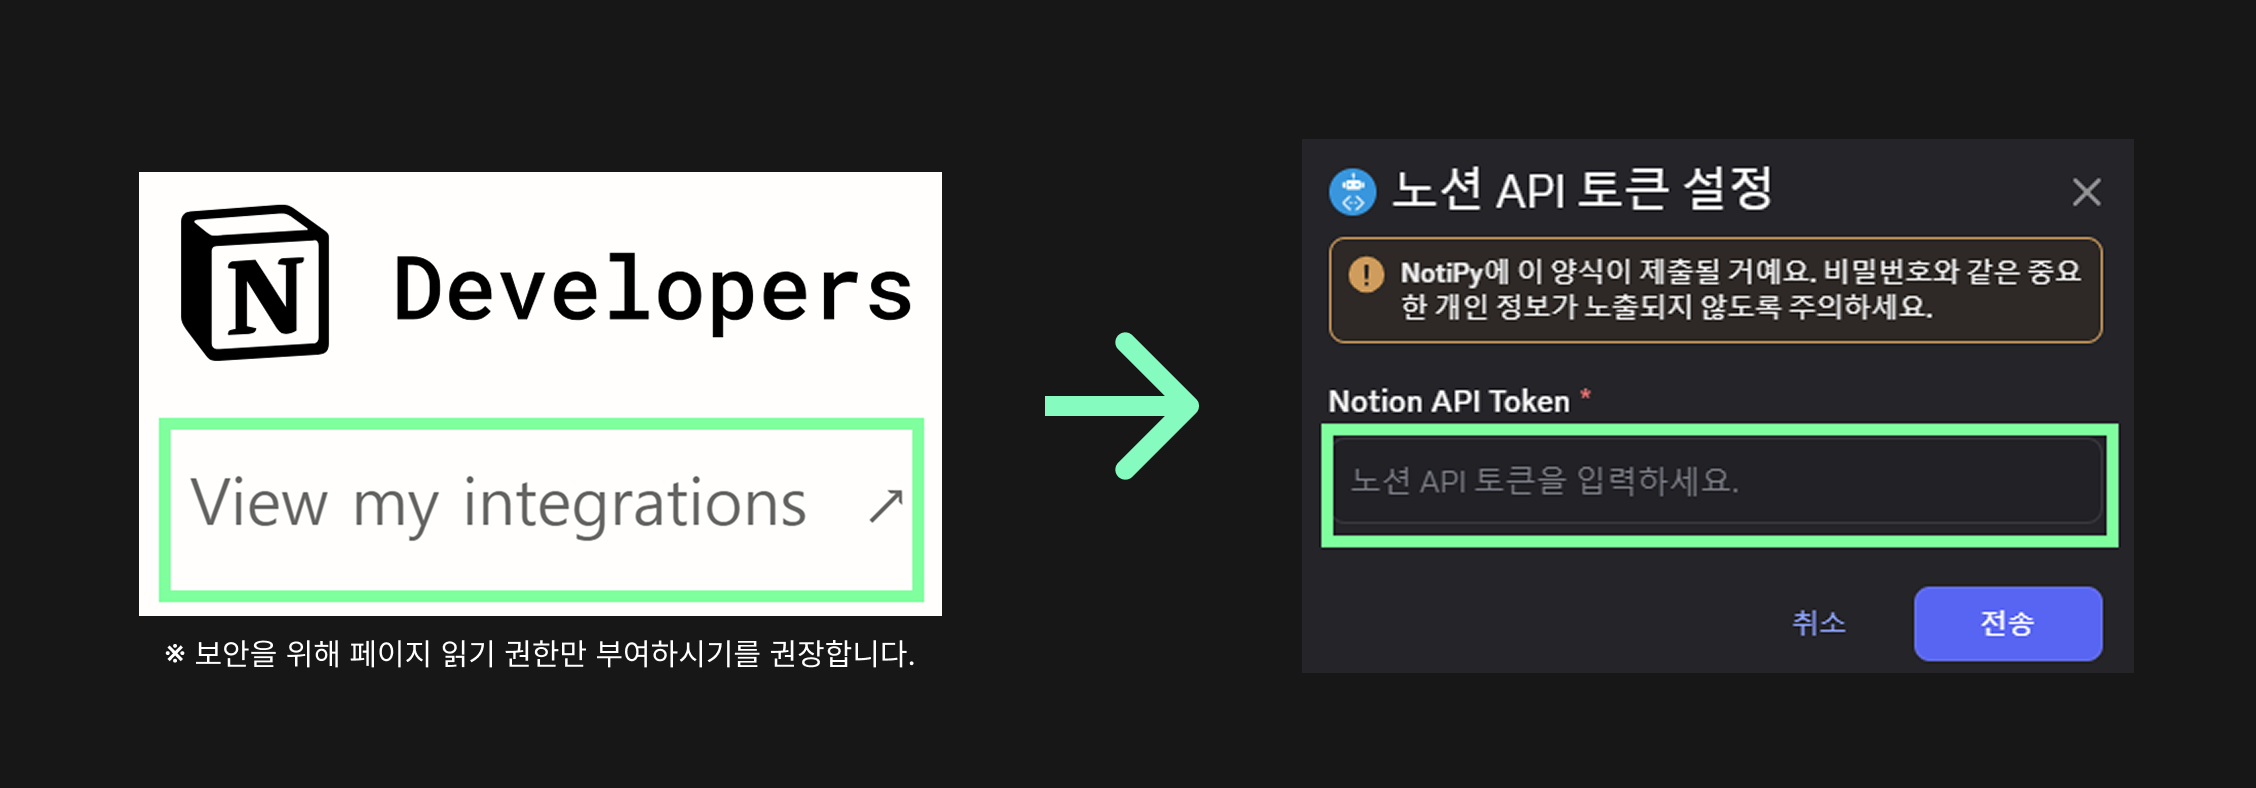 N Developers
View my integrations ↗
※ 보안을 위해 페이지 읽기 권한만 부여하시기를 권장합니다.
노션 API 토큰 설정
NotiPy에 이 양식이 제출될 거예요. 비밀번호와 같은 중요
한 개인 정보가 노출되지 않도록 주의하세요.
Notion API Token *
노션 API 토큰을 입력하세요.
취소 전송